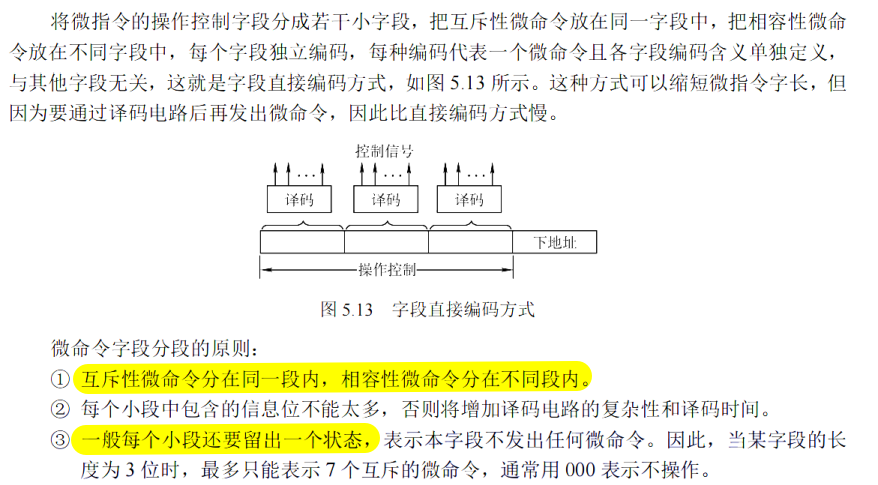 将微指令的操作控制字段分成若干小字段，把互斥性微命令放在同一字段中，把相容性微命
令放在不同字段中，每个字段独立编码，每种编码代表一个微命令且各字段编码含义单独定义，
与其他字段无关，这就是字段直接编码方式，如图 5.13 所示。这种方式可以缩短微指令字长，但
因为要通过译码电路后再发出微命令，因此比直接编码方式慢。
控制信号
… … …
译码 译码 译码
下地址
操作控制
图 5.13 字段直接编码方式
微命令字段分段的原则：
① 互斥性微命令分在同一段内，相容性微命令分在不同段内。
② 每个小段中包含的信息位不能太多，否则将增加译码电路的复杂性和译码时间。
③ 一般每个小段还要留出一个状态，表示本字段不发出任何微命令。因此，当某字段的长
度为 3 位时，最多只能表示 7 个互斥的微命令，通常用 000 表示不操作。